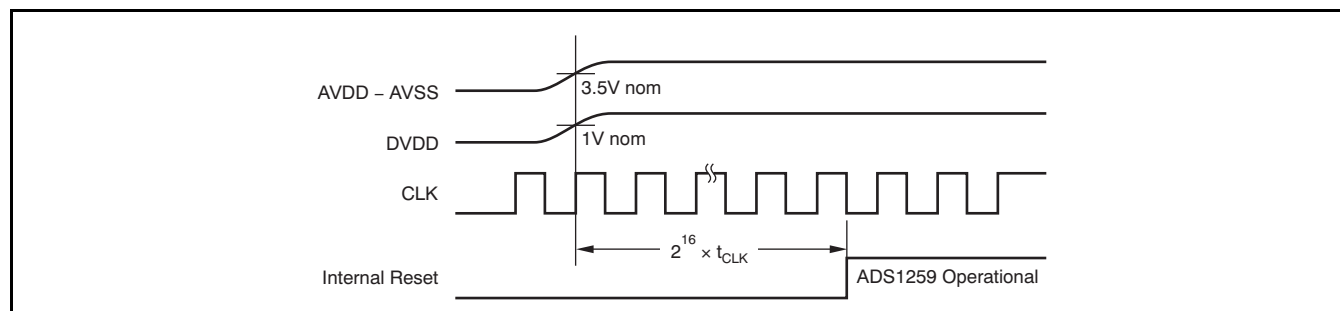 AVDD – AVSS
3.5V nom
DVDD
1V nom
CLK
2^16 × tCLK
Internal Reset
ADS1259 Operational